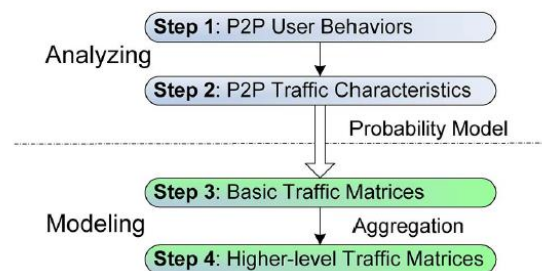 Step 1: P2P User Behaviors
Analyzing
Step 2: P2P Traffic Characteristics
Probability Model
Step 3: Basic Traffic Matrices
Modeling
Aggregation
Step 4: Higher-level Traffic Matrices